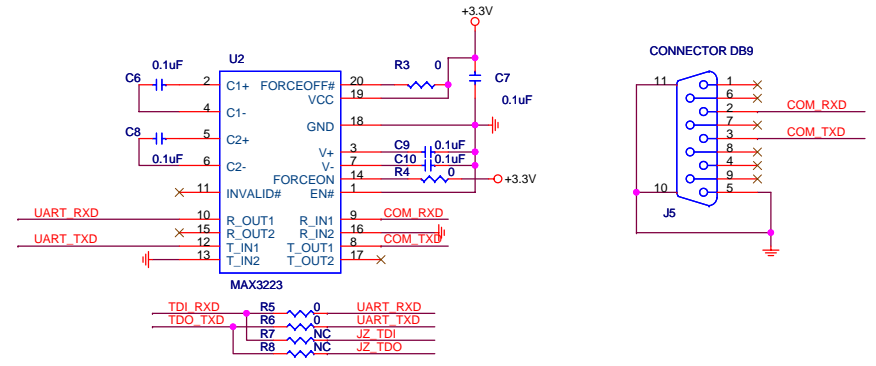 +3.3V
U2
CONNECTOR DB9
0.1uF
R3 0
C6 2 C1+ FORCEOFF# 20 C7
VCC 19
0.1uF
4 C1- GND 18
C8 5 C2+
0.1uF 6 C2-
V+ 3 C9 0.1uF
V- 7 C10 0.1uF
FORCEON 14 R4 0 +3.3V
11 INVALID# EN# 1
UART_RXD 10 R_OUT1 R_IN1 9 COM_RXD
15 R_OUT2 R_IN2 16
UART_TXD 12 T_IN1 T_OUT1 8 COM_TXD
13 T_IN2 T_OUT2 17
MAX3223
11 1
6
2 COM_RXD
7
3 COM_TXD
8
4
9
10 5
J5
TDI_RXD R5 0 UART_RXD
TDO_TXD R6 0 UART_TXD
R7 NC JZ_TDI
R8 NC JZ_TDO